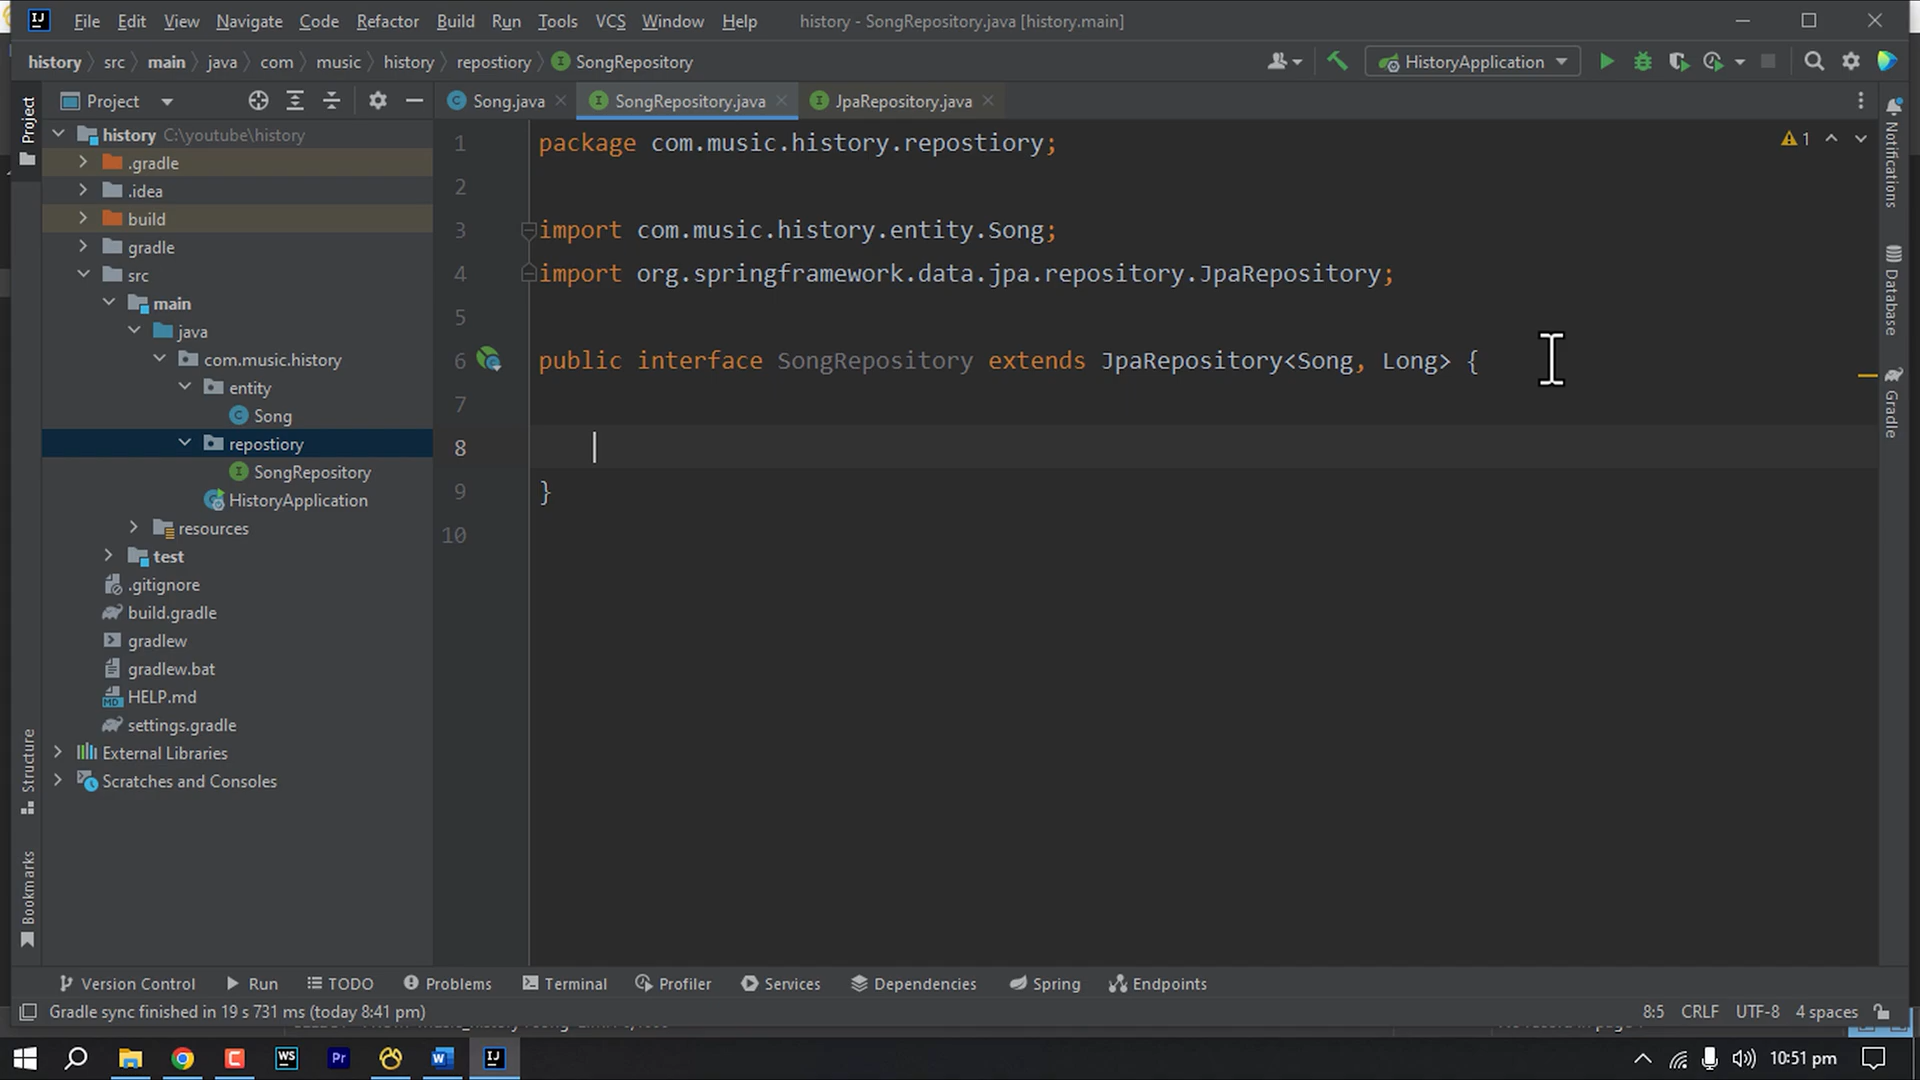 File Edit View Navigate Code Refactor Build Run Tools VCS Window Help history - SongRepository.java [history.main]
history src main java com music history repostiory SongRepository HistoryApplication
Project
Song.java SongRepository.java JpaRepository.java
Project
history C:\youtube\history
.gradle
.idea
build
gradle
src
main
java
com.music.history
entity
Song
repostiory
SongRepository
HistoryApplication
resources
test
.gitignore
build.gradle
gradlew
gradlew.bat
HELP.md
settings.gradle
External Libraries
Scratches and Consoles
Structure
Bookmarks
1 package com.music.history.repostiory;
2
3 import com.music.history.entity.Song;
4 import org.springframework.data.jpa.repository.JpaRepository;
5
6 public interface SongRepository extends JpaRepository<Song, Long> {
7
8
9 }
10
1
Notifications
Database
Gradle
Version Control Run TODO Problems Terminal Profiler Services Dependencies Spring Endpoints
Gradle sync finished in 19 s 731 ms (today 8:41 pm) 8:5 CRLF UTF-8 4 spaces
10:51 pm